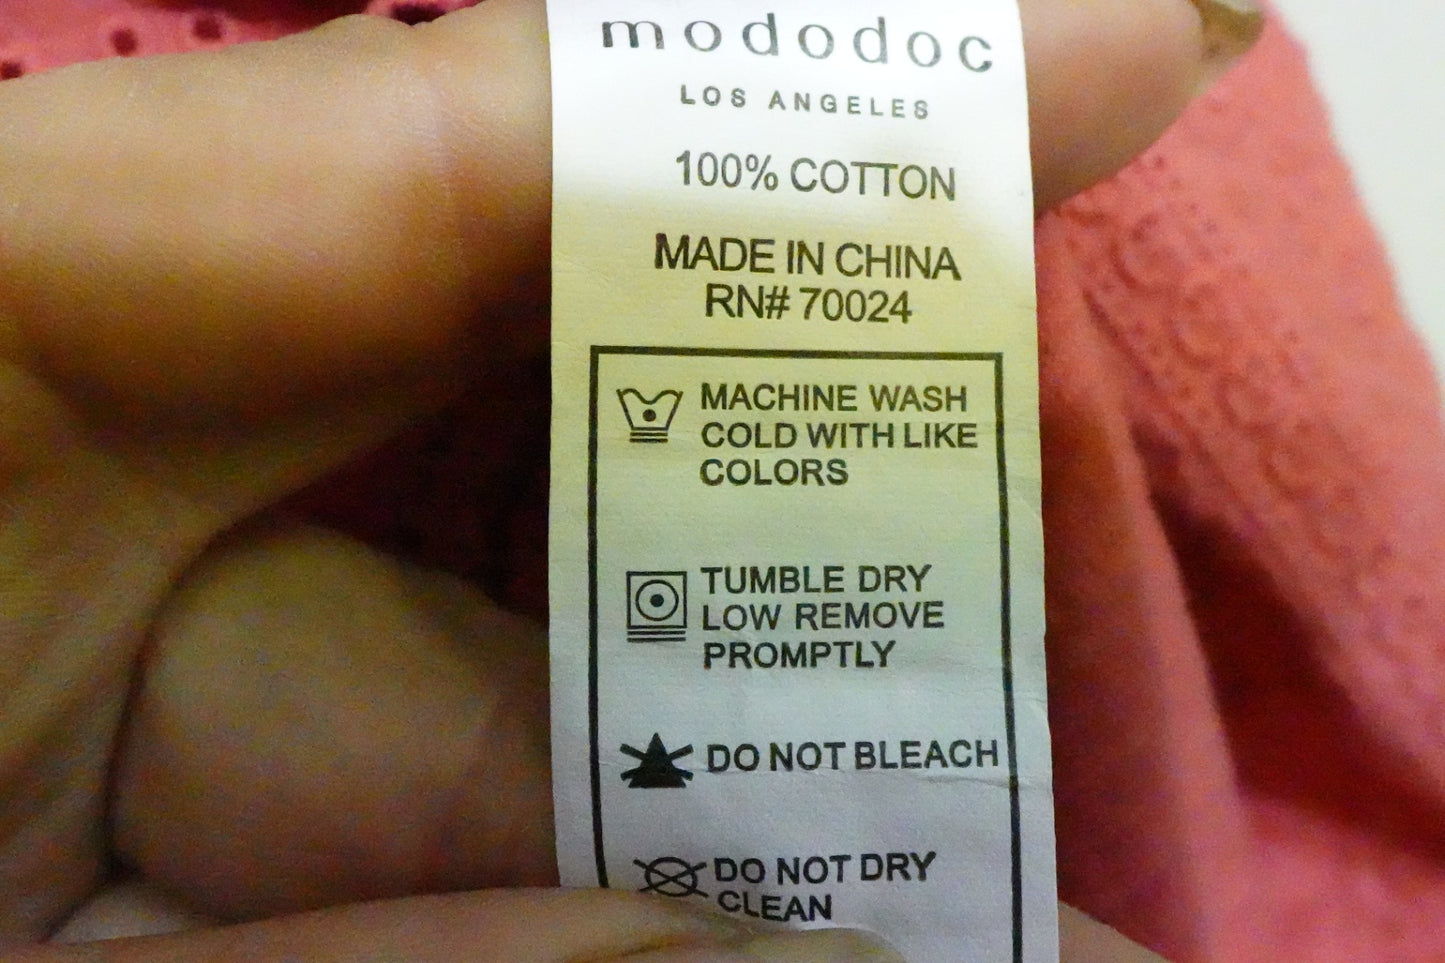 mododoc
LOS ANGELES
100% COTTON
MADE IN CHINA
RN# 70024
MACHINE WASH
COLD WITH LIKE
COLORS
TUMBLE DRY
LOW REMOVE
PROMPTLY
DO NOT BLEACH
DO NOT DRY
CLEAN